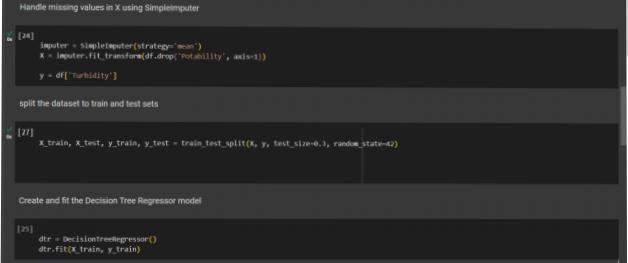 Handle missing values in X using SimpleImputer
[24]
0s
imputer = SimpleImputer(strategy='mean')
X = imputer.fit_transform(df.drop('Potability', axis=1))
y = df['Turbidity']
split the dataset to train and test sets
[27]
0s
X_train, X_test, y_train, y_test = train_test_split(X, y, test_size=0.3, random_state=42)
Create and fit the Decision Tree Regressor model
[25]
dtr = DecisionTreeRegressor()
dtr.fit(X_train, y_train)